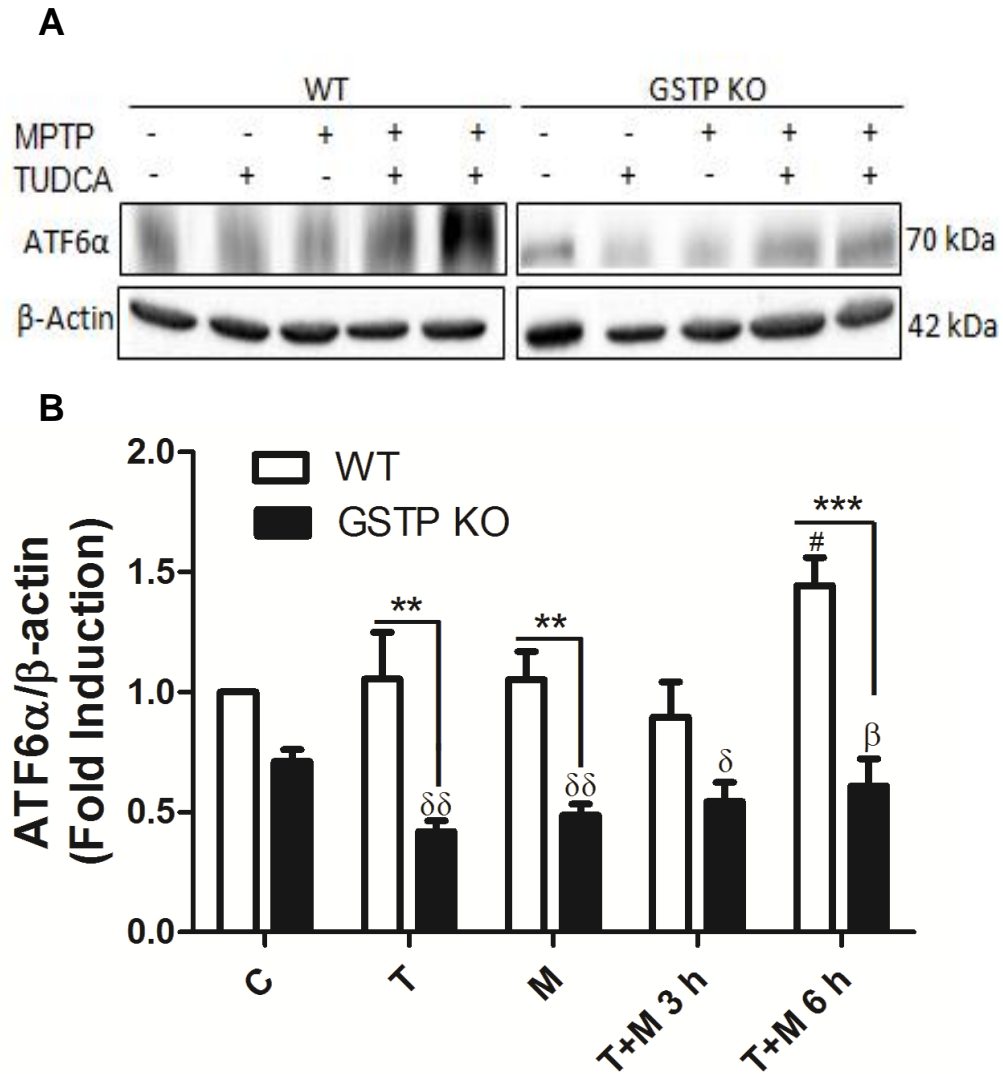 A
WT GSTP KO
MPTP - - + + + - - + + +
TUDCA - + - + + - + - + +
ATF6α 70 kDa
β-Actin 42 kDa
B
ATF6α/β-actin
(Fold Induction)
2.0
1.5
1.0
0.5
0.0
WT
GSTP KO
** ** *** #
δδ δδ δ β
C T M T+M 3 h T+M 6 h